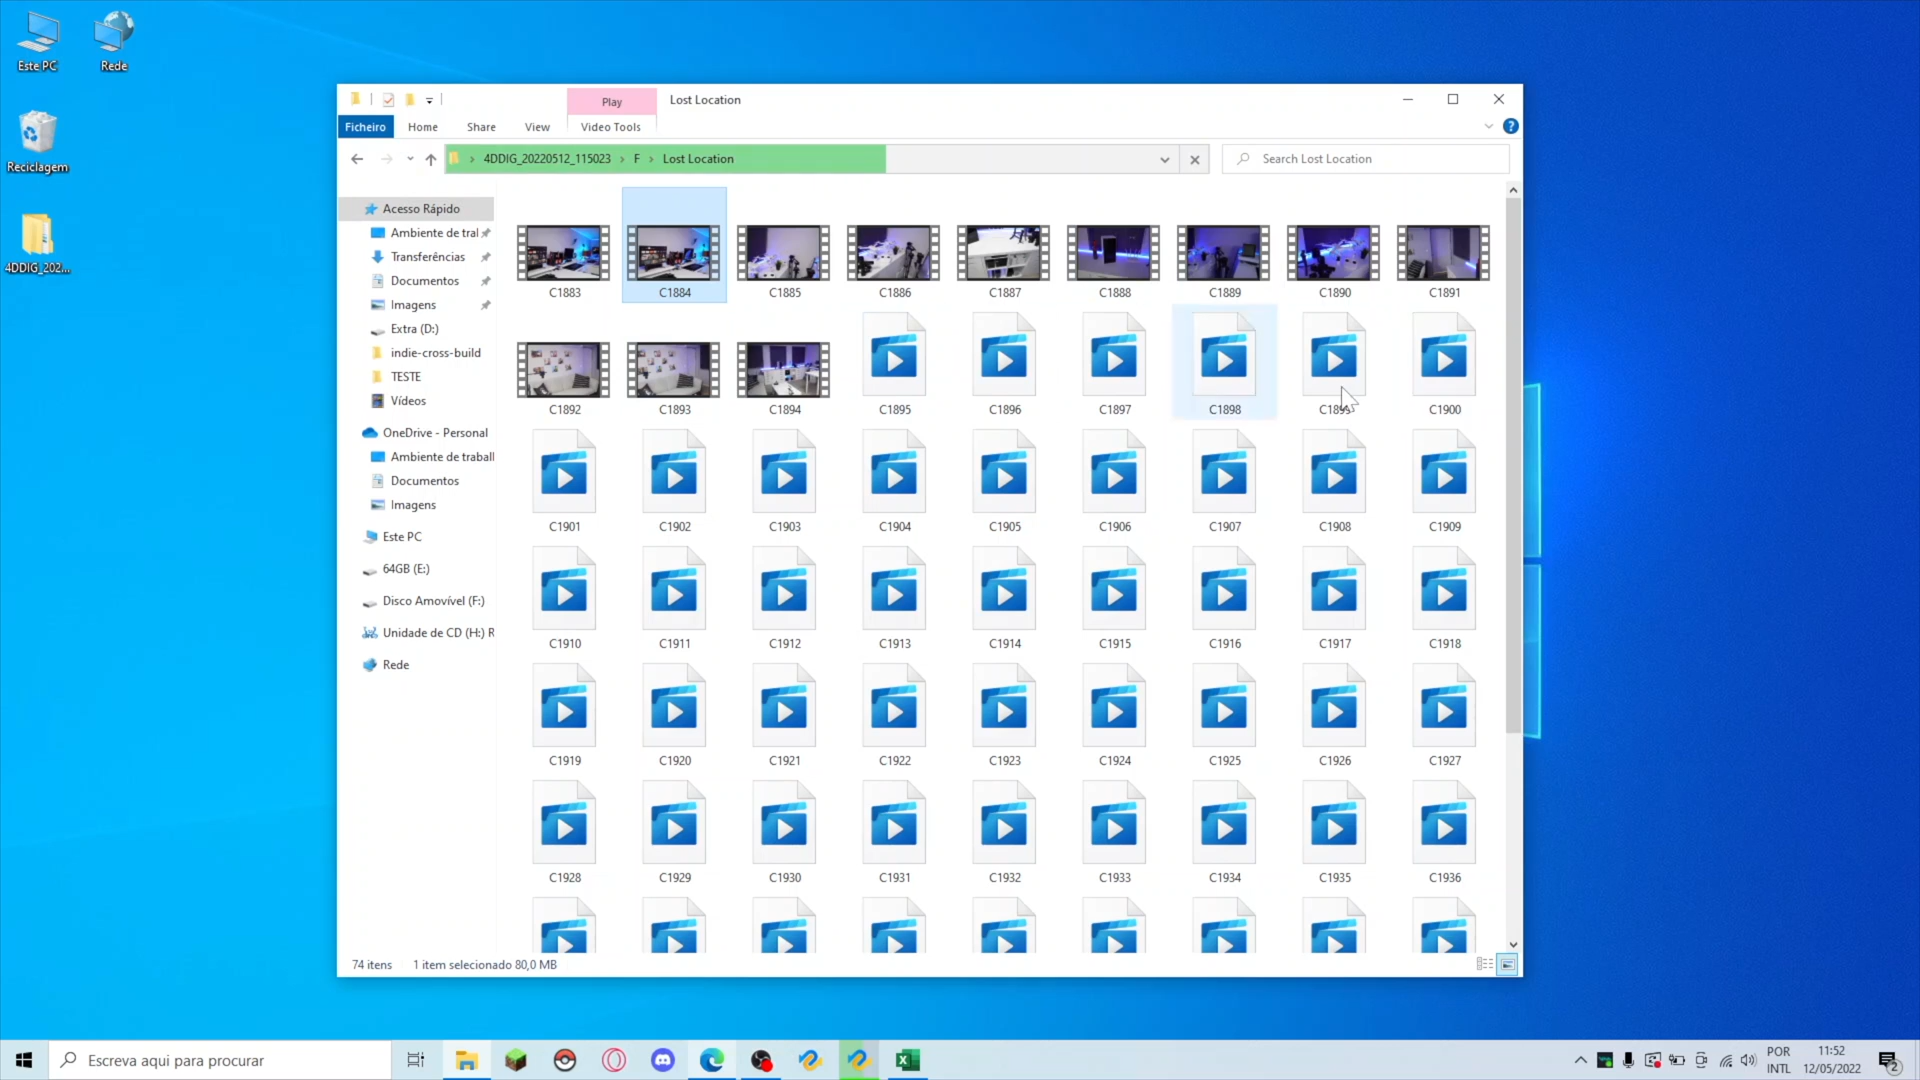 Este PC
Rede
Reciclagem
4DDIG_202...
Play
Lost Location
Ficheiro
Home
Share
View
Video Tools
4DDIG_20220512_115023
F
Lost Location
Search Lost Location
Acesso Rápido
Ambiente de tral
Transferências
Documentos
Imagens
Extra (D:)
indie-cross-build
TESTE
Vídeos
OneDrive - Personal
Ambiente de traball
Documentos
Imagens
Este PC
64GB (E:)
Disco Amovível (F:)
Unidade de CD (H:) R
Rede
C1883 C1884 C1885 C1886 C1887 C1888 C1889 C1890 C1891
C1892 C1893 C1894 C1895 C1896 C1897 C1898 C1900
C1901 C1902 C1903 C1904 C1905 C1906 C1907 C1908 C1909
C1910 C1911 C1912 C1913 C1914 C1915 C1916 C1917 C1918
C1919 C1920 C1921 C1922 C1923 C1924 C1925 C1926 C1927
C1928 C1929 C1930 C1931 C1932 C1933 C1934 C1935 C1936
74 itens
1 item selecionado 80,0 MB
Escreva aqui para procurar
POR
INTL
11:52
12/05/2022
2